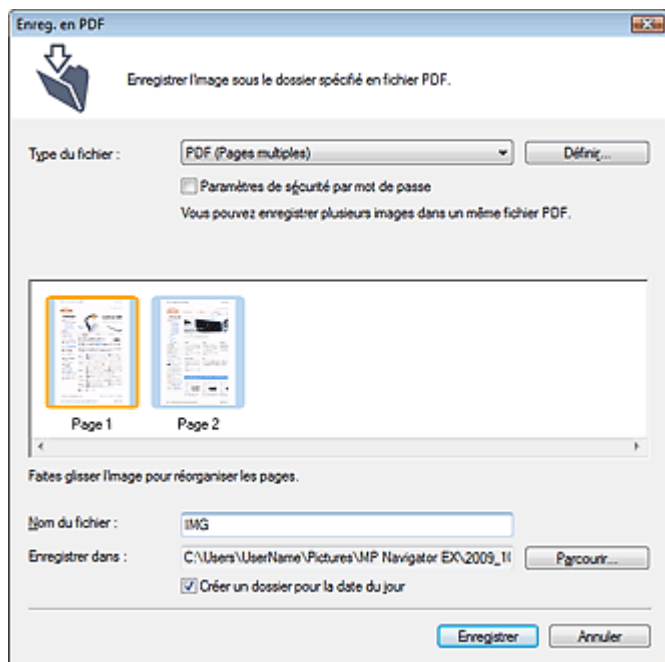 Enreg. en PDF
Enregistrer l'image sous le dossier spécifié en fichier PDF.
Type du fichier :
PDF (Pages multiples)
Définir...
Paramètres de sécurité par mot de passe
Vous pouvez enregistrer plusieurs images dans un même fichier PDF.
Page 1
Page 2
Faites glisser l'image pour réorganiser les pages.
Nom du fichier :
IMG
Enregistrer dans :
C:\Users\UserName\Pictures\MP Navigator EX\2009_10
Parcourir...
Créer un dossier pour la date du jour
Enregistrer
Annuler